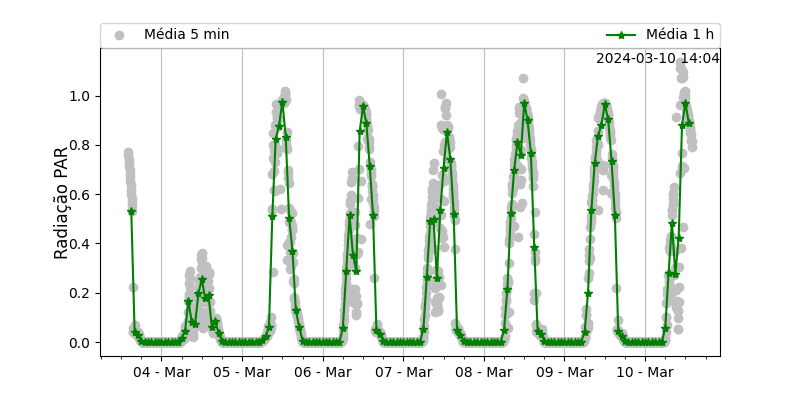 Média 5 min
Média 1 h
2024-03-10 14:04
Radiação PAR
1.0
0.8
0.6
0.4
0.2
0.0
04 - Mar
05 - Mar
06 - Mar
07 - Mar
08 - Mar
09 - Mar
10 - Mar